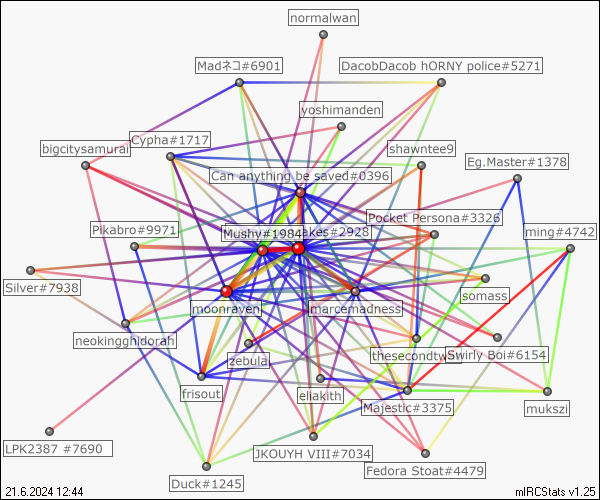 normalwan
Madネコ#6901
DacobDacob hORNY police#5271
yoshimanden
Cypha#1717
bigcitysamurai
shawntee9
Eg.Master#1378
Can anything be saved#0396
Pocket Persona#3326
Pikabro#9971
Mushy#1984
akes#2928
ming#4742
Silver#7938
somass
moonraven
marcemadness
neokingghidorah
zebula
thesecondtw
Swirly Boi#6154
frisout
eliakith
Majestic#3375
mukszi
LPK2387 #7690
JKOUYH VIII#7034
Fedora Stoat#4479
Duck#1245
21.6.2024 12:44
mIRCStats v1.25